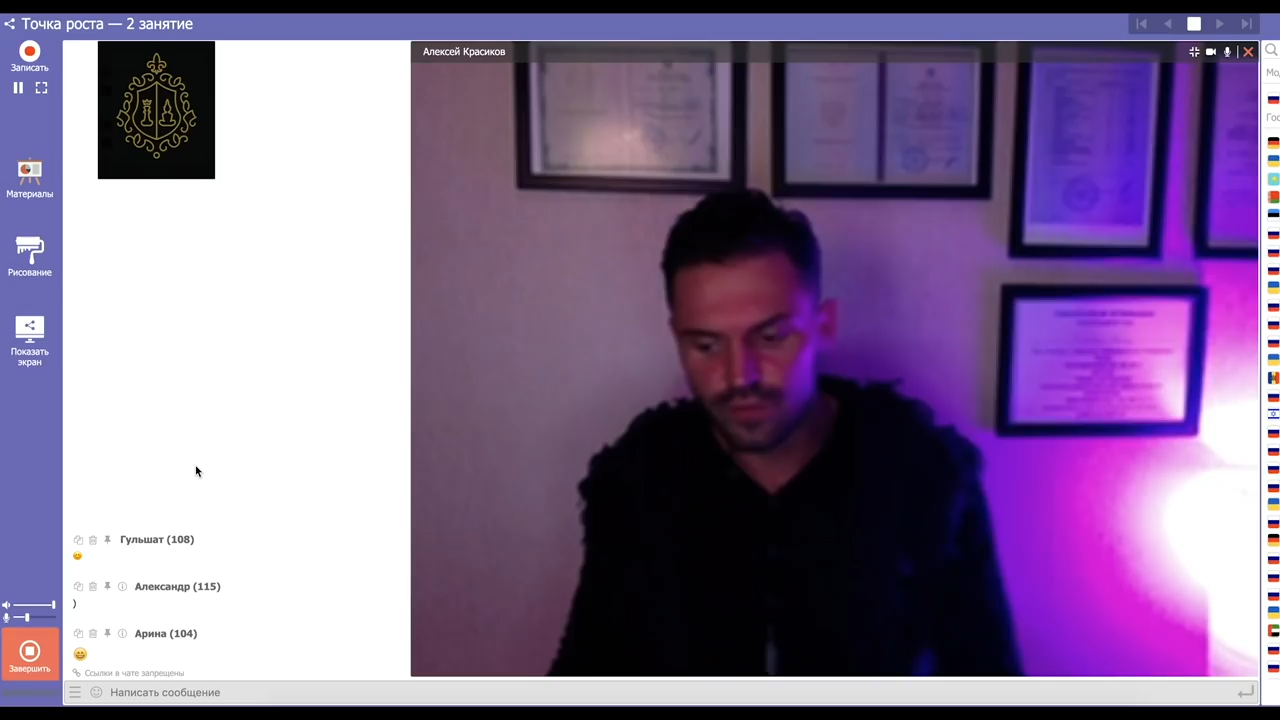 Точка роста — 2 занятие
Записать
Материалы
Рисование
Показать
экран
Завершить
Алексей Красиков
Гульшат (108)
Александр (115)
)
Арина (104)
Ссылки в чате запрещены
Написать сообщение